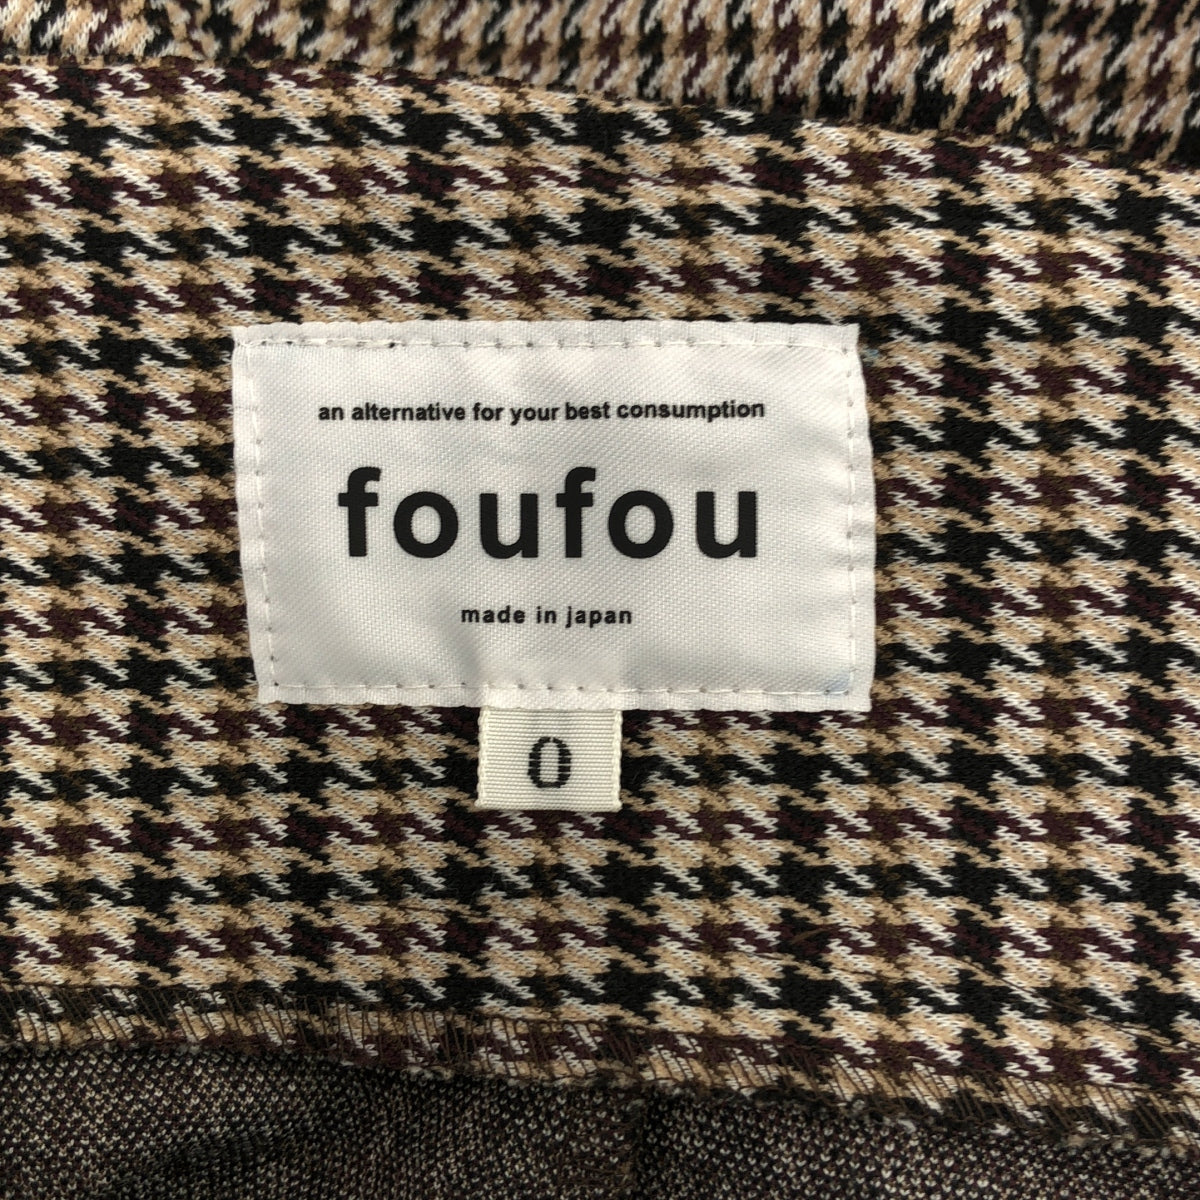 an alternative for your best consumption
foufou
made in japan
0